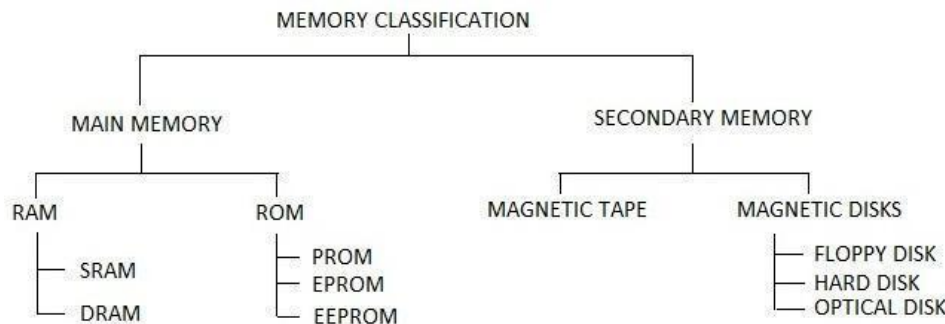 MEMORY CLASSIFICATION
MAIN MEMORY
SECONDARY MEMORY
RAM
ROM
MAGNETIC TAPE
MAGNETIC DISKS
SRAM
DRAM
PROM
EPROM
EEPROM
FLOPPY DISK
HARD DISK
OPTICAL DISK